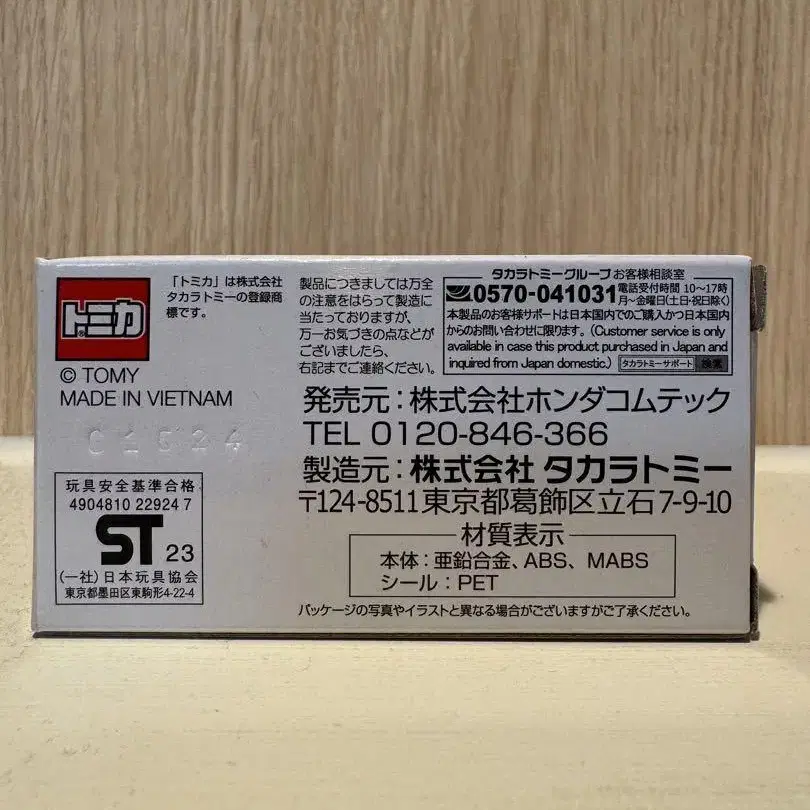 トミカ
®
© TOMY
MADE IN VIETNAM
「トミカ」は株式会社
タカラトミーの登録商
標です。
製品につきましては万全
の注意をはらって製造に
当たっておりますが、
万一お気づきの点などが
ございましたら、
右記までご連絡ください。
タカラトミーグループ お客様相談室
0570-041031 電話受付時間 10〜17時
月〜金曜日(土日・祝日除く)
本製品のお客様サポートは日本国内でのご購入かつ日本国内
からのお問い合わせに限ります。(Customer service is only
available in case this product purchased in Japan and
inquired from Japan domestic.) タカラトミーサポート 検索
発売元:株式会社ホンダコムテック
TEL 0120-846-366
製造元:株式会社 タカラトミー
〒124-8511東京都葛飾区立石7-9-10
材質表示
本体:亜鉛合金、ABS、MABS
シール:PET
パッケージの写真やイラストと異なる場合がございますがご了承ください。
玩具安全基準合格
4904810 22924 7
ST 23
(一社)日本玩具協会
東京都墨田区東駒形4-22-4